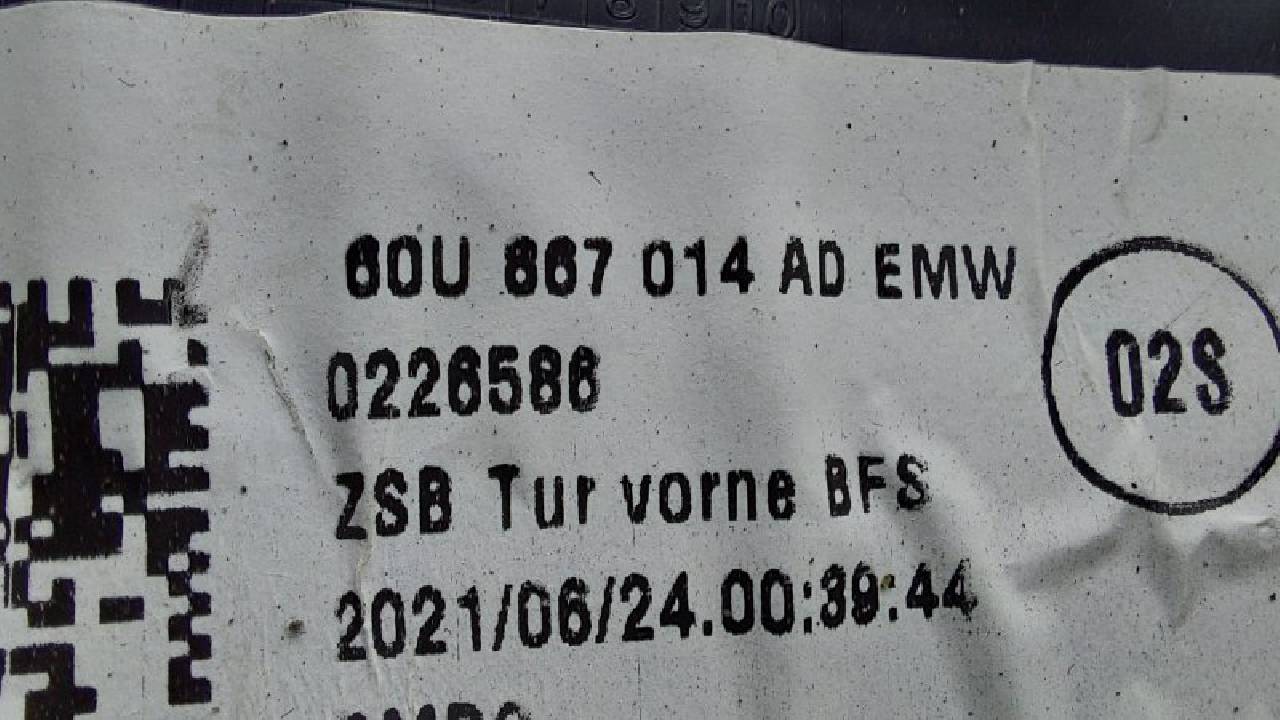 60U 867 014 AD EMW
0226586
02S
ZSB Tur vorne BFS
2021/06/24.00:39:44